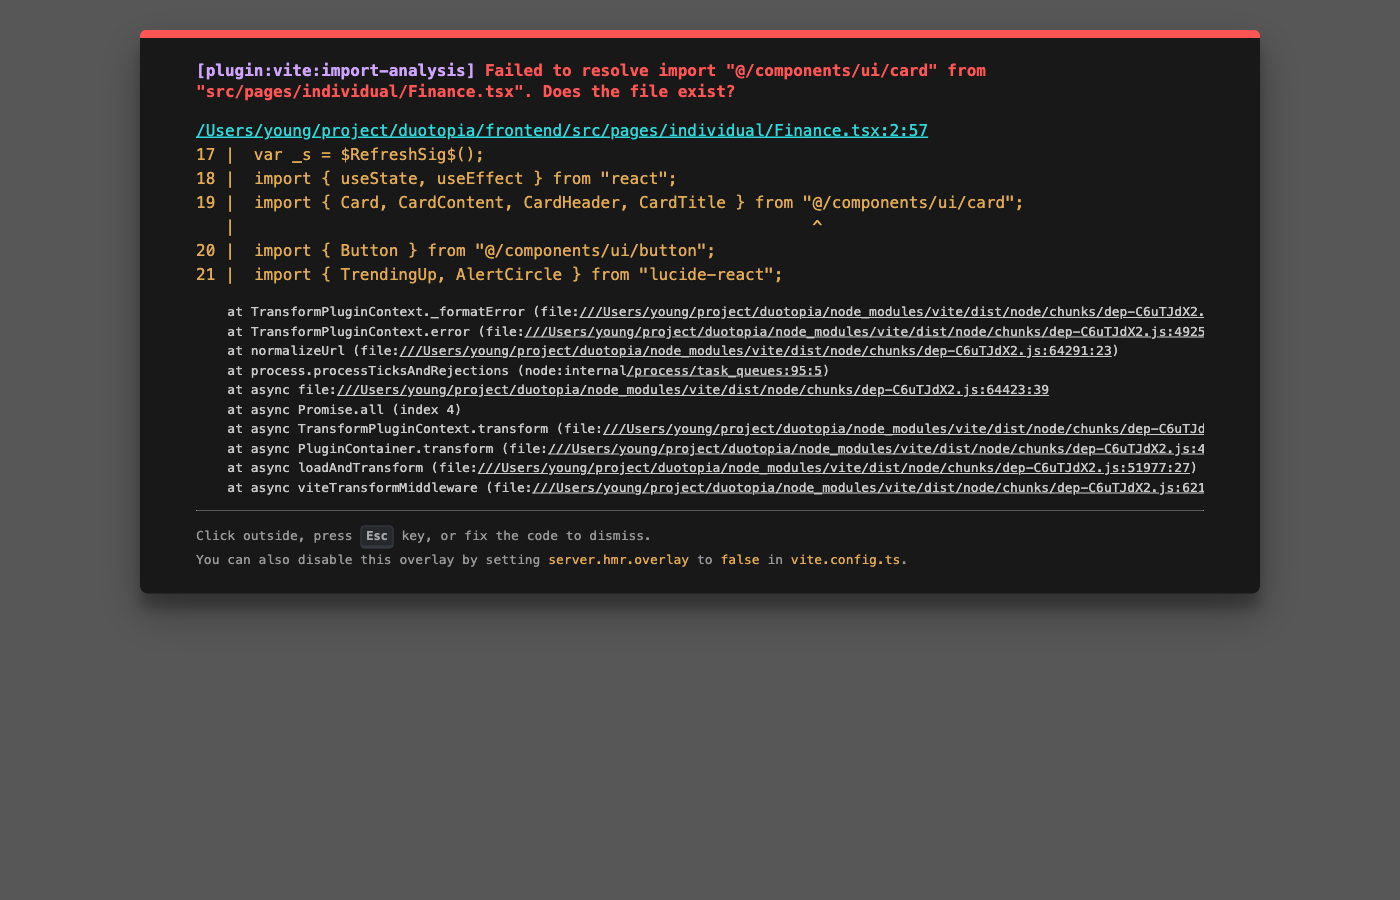 [plugin:vite:import-analysis] Failed to resolve import "@/components/ui/card" from
"src/pages/individual/Finance.tsx". Does the file exist?
/Users/young/project/duotopia/frontend/src/pages/individual/Finance.tsx:2:57
17 |  var _s = $RefreshSig$();
18 |  import { useState, useEffect } from "react";
19 |  import { Card, CardContent, CardHeader, CardTitle } from "@/components/ui/card";
   |                                                            ^
20 |  import { Button } from "@/components/ui/button";
21 |  import { TrendingUp, AlertCircle } from "lucide-react";
    at TransformPluginContext._formatError (file:///Users/young/project/duotopia/node_modules/vite/dist/node/chunks/dep-C6uTJdX2.
    at TransformPluginContext.error (file:///Users/young/project/duotopia/node_modules/vite/dist/node/chunks/dep-C6uTJdX2.js:4925
    at normalizeUrl (file:///Users/young/project/duotopia/node_modules/vite/dist/node/chunks/dep-C6uTJdX2.js:64291:23)
    at process.processTicksAndRejections (node:internal/process/task_queues:95:5)
    at async file:///Users/young/project/duotopia/node_modules/vite/dist/node/chunks/dep-C6uTJdX2.js:64423:39
    at async Promise.all (index 4)
    at async TransformPluginContext.transform (file:///Users/young/project/duotopia/node_modules/vite/dist/node/chunks/dep-C6uTJd
    at async PluginContainer.transform (file:///Users/young/project/duotopia/node_modules/vite/dist/node/chunks/dep-C6uTJdX2.js:4
    at async loadAndTransform (file:///Users/young/project/duotopia/node_modules/vite/dist/node/chunks/dep-C6uTJdX2.js:51977:27)
    at async viteTransformMiddleware (file:///Users/young/project/duotopia/node_modules/vite/dist/node/chunks/dep-C6uTJdX2.js:621
Click outside, press Esc key, or fix the code to dismiss.
You can also disable this overlay by setting server.hmr.overlay to false in vite.config.ts.